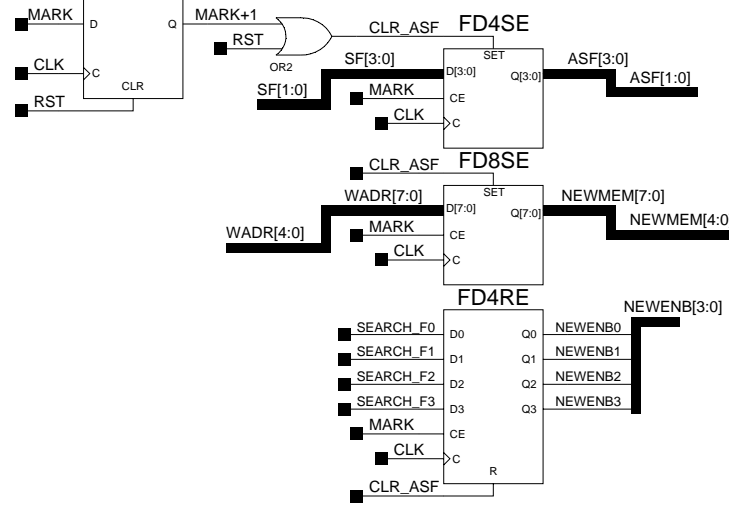 MARK
D
Q
MARK+1
RST
OR2
CLR_ASF
CLK
C
CLR
RST
FD4SE
SET
SF[3:0]
SF[1:0]
D[3:0]
Q[3:0]
ASF[3:0]
ASF[1:0]
MARK
CE
CLK
C
FD8SE
CLR_ASF
SET
WADR[7:0]
WADR[4:0]
D[7:0]
Q[7:0]
NEWMEM[7:0]
NEWMEM[4:0
MARK
CE
CLK
C
FD4RE
NEWENB[3:0]
SEARCH_F0
D0
Q0
NEWENB0
SEARCH_F1
D1
Q1
NEWENB1
SEARCH_F2
D2
Q2
NEWENB2
SEARCH_F3
D3
Q3
NEWENB3
MARK
CE
CLK
C
R
CLR_ASF